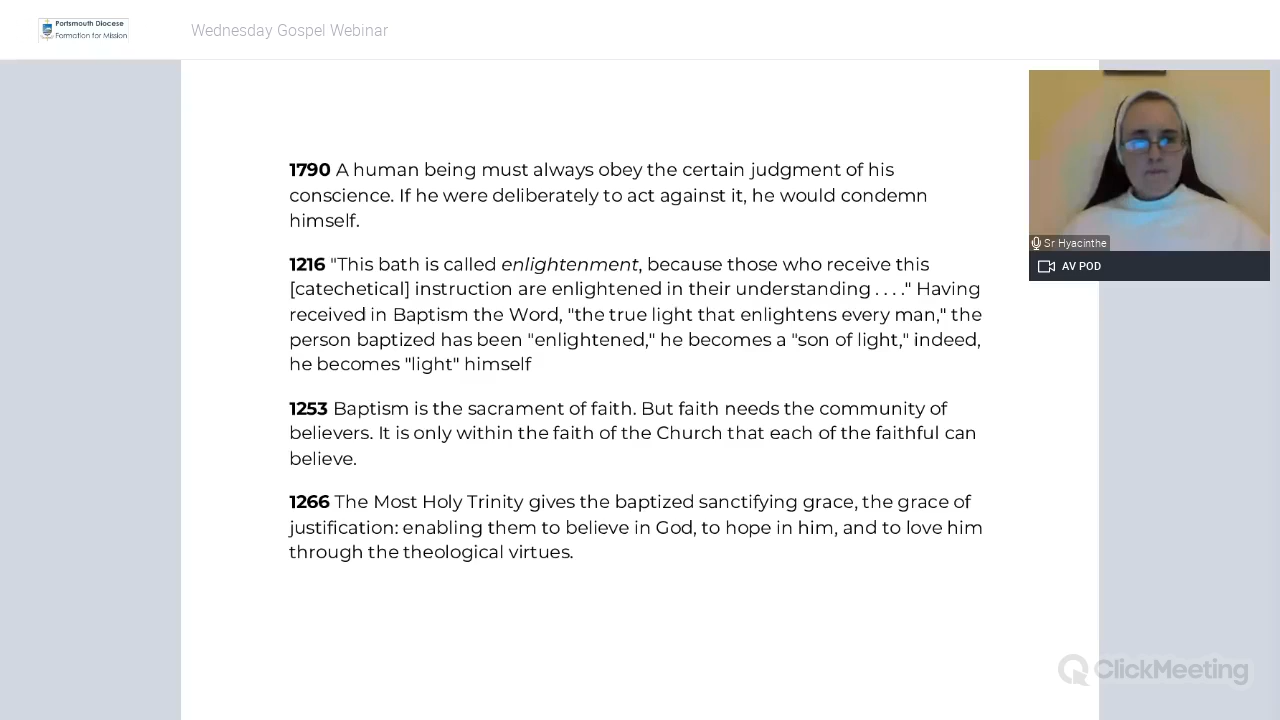 Portsmouth Diocese
Formation for Mission
Wednesday Gospel Webinar
1790 A human being must always obey the certain judgment of his
conscience. If he were deliberately to act against it, he would condemn
himself.
1216 "This bath is called enlightenment, because those who receive this
[catechetical] instruction are enlightened in their understanding . . . ." Having
received in Baptism the Word, "the true light that enlightens every man," the
person baptized has been "enlightened," he becomes a "son of light," indeed,
he becomes "light" himself
1253 Baptism is the sacrament of faith. But faith needs the community of
believers. It is only within the faith of the Church that each of the faithful can
believe.
1266 The Most Holy Trinity gives the baptized sanctifying grace, the grace of
justification: enabling them to believe in God, to hope in him, and to love him
through the theological virtues.
Sr Hyacinthe
AV POD
ClickMeeting